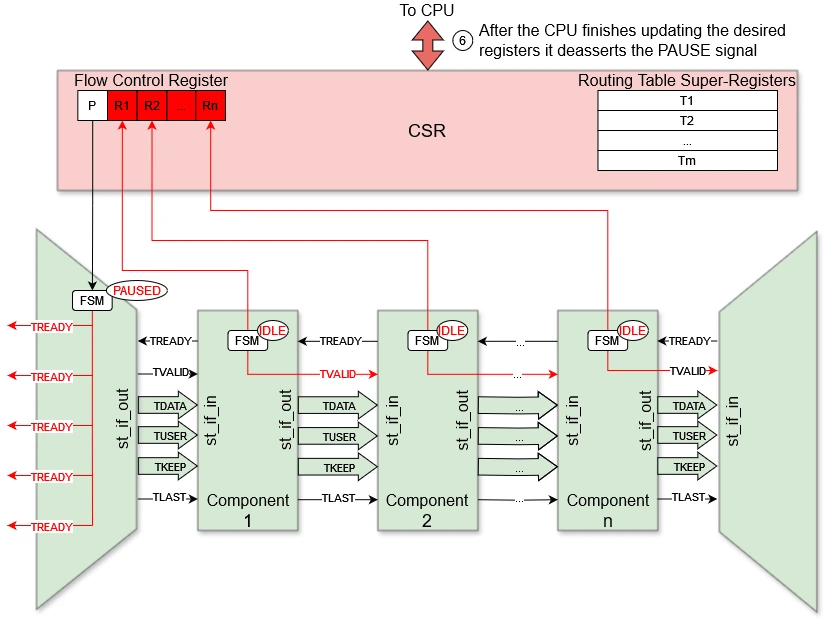 To CPU
6
After the CPU finishes updating the desired
registers it deasserts the PAUSE signal
Flow Control Register
P R1 R2 ... Rn
CSR
Routing Table Super-Registers
T1
T2
...
Tm
FSM
PAUSED
TREADY
TREADY
TREADY
TREADY
TREADY
st_if_out
TREADY
TVALID
TDATA
TUSER
TKEEP
TLAST
FSM
IDLE
st_if_in
st_if_out
Component
1
TREADY
TVALID
TDATA
TUSER
TKEEP
TLAST
FSM
IDLE
st_if_in
st_if_out
Component
2
...
...
...
...
...
...
FSM
IDLE
st_if_in
st_if_out
Component
n
TREADY
TVALID
TDATA
TUSER
TKEEP
TLAST
st_if_in